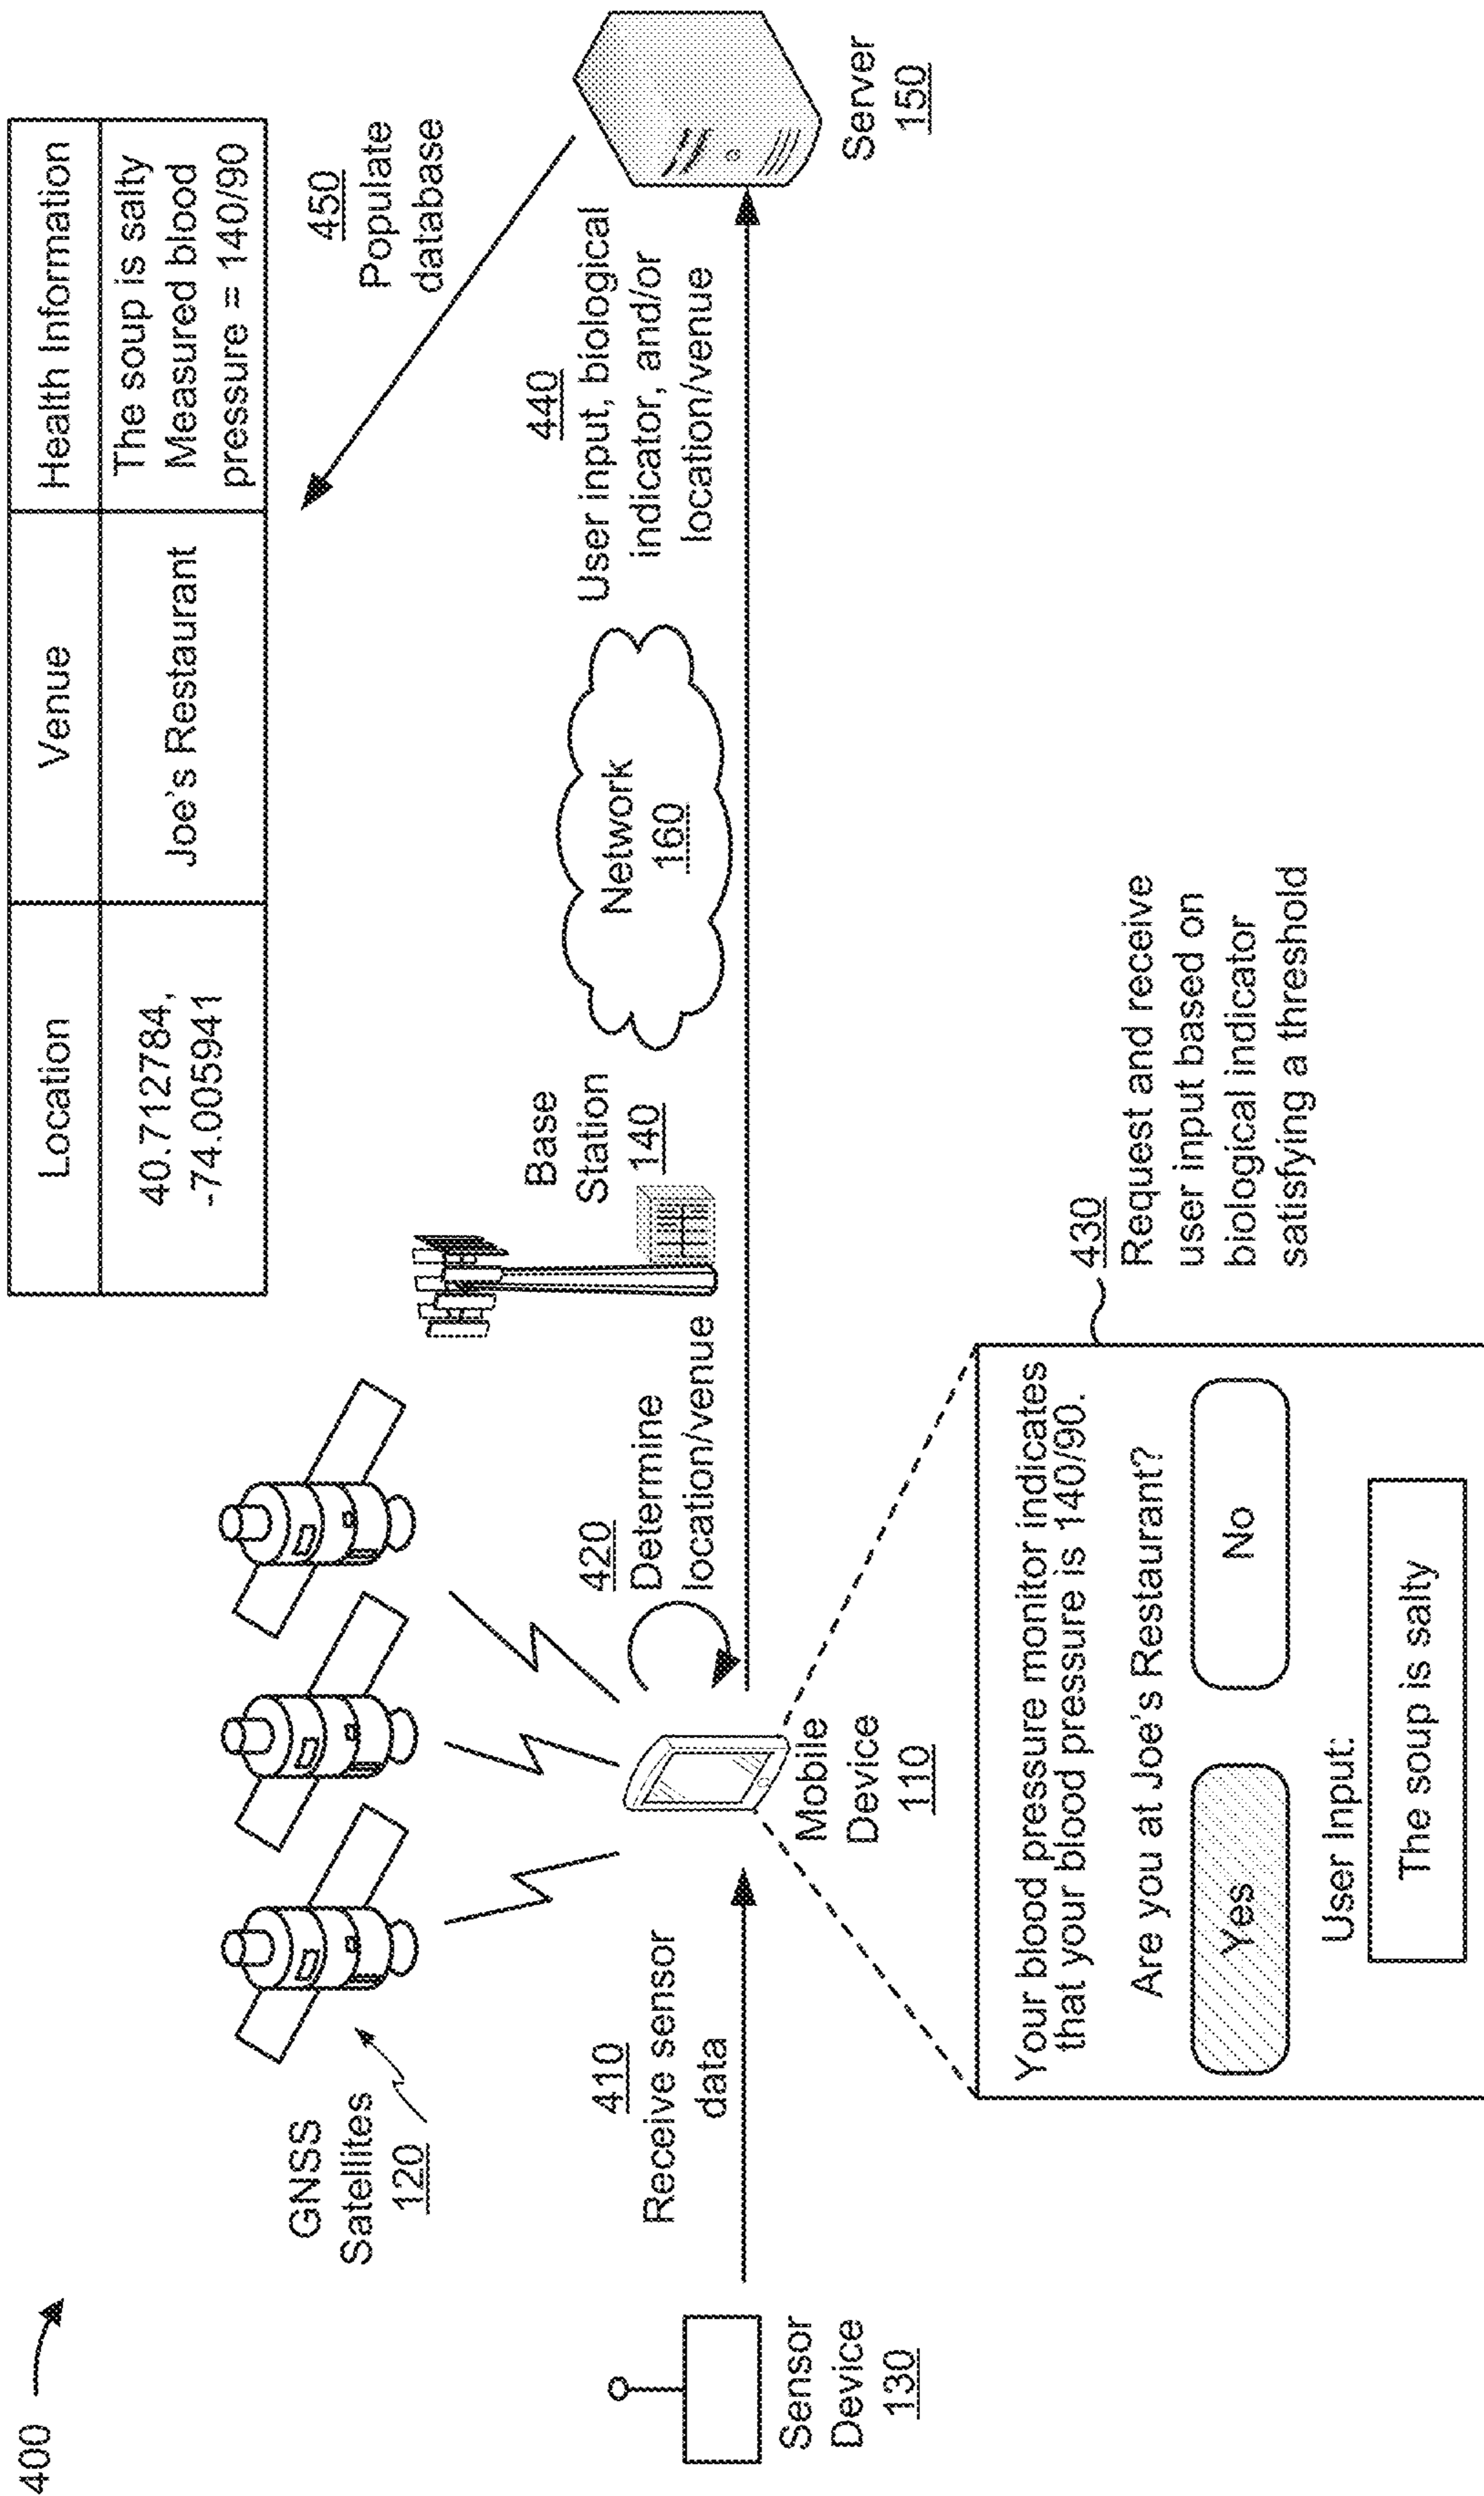 400
Location
Venue
Health Information
40.712784,
-74.005941
Joe's Restaurant
The soup is salty
Measured blood
pressure = 140/90
450
Populate
database
GNSS
Satellites
120
410
Receive sensor
data
420
Determine
location/venue
Base
Station
140
Network
160
440
User input, biological
indicator, and/or
location/venue
Sensor
Device
130
Mobile
Device
110
Server
150
430
Request and receive
user input based on
biological indicator
satisfying a threshold
Your blood pressure monitor indicates
that your blood pressure is 140/90.
Are you at Joe's Restaurant?
Yes
No
User Input:
The soup is salty